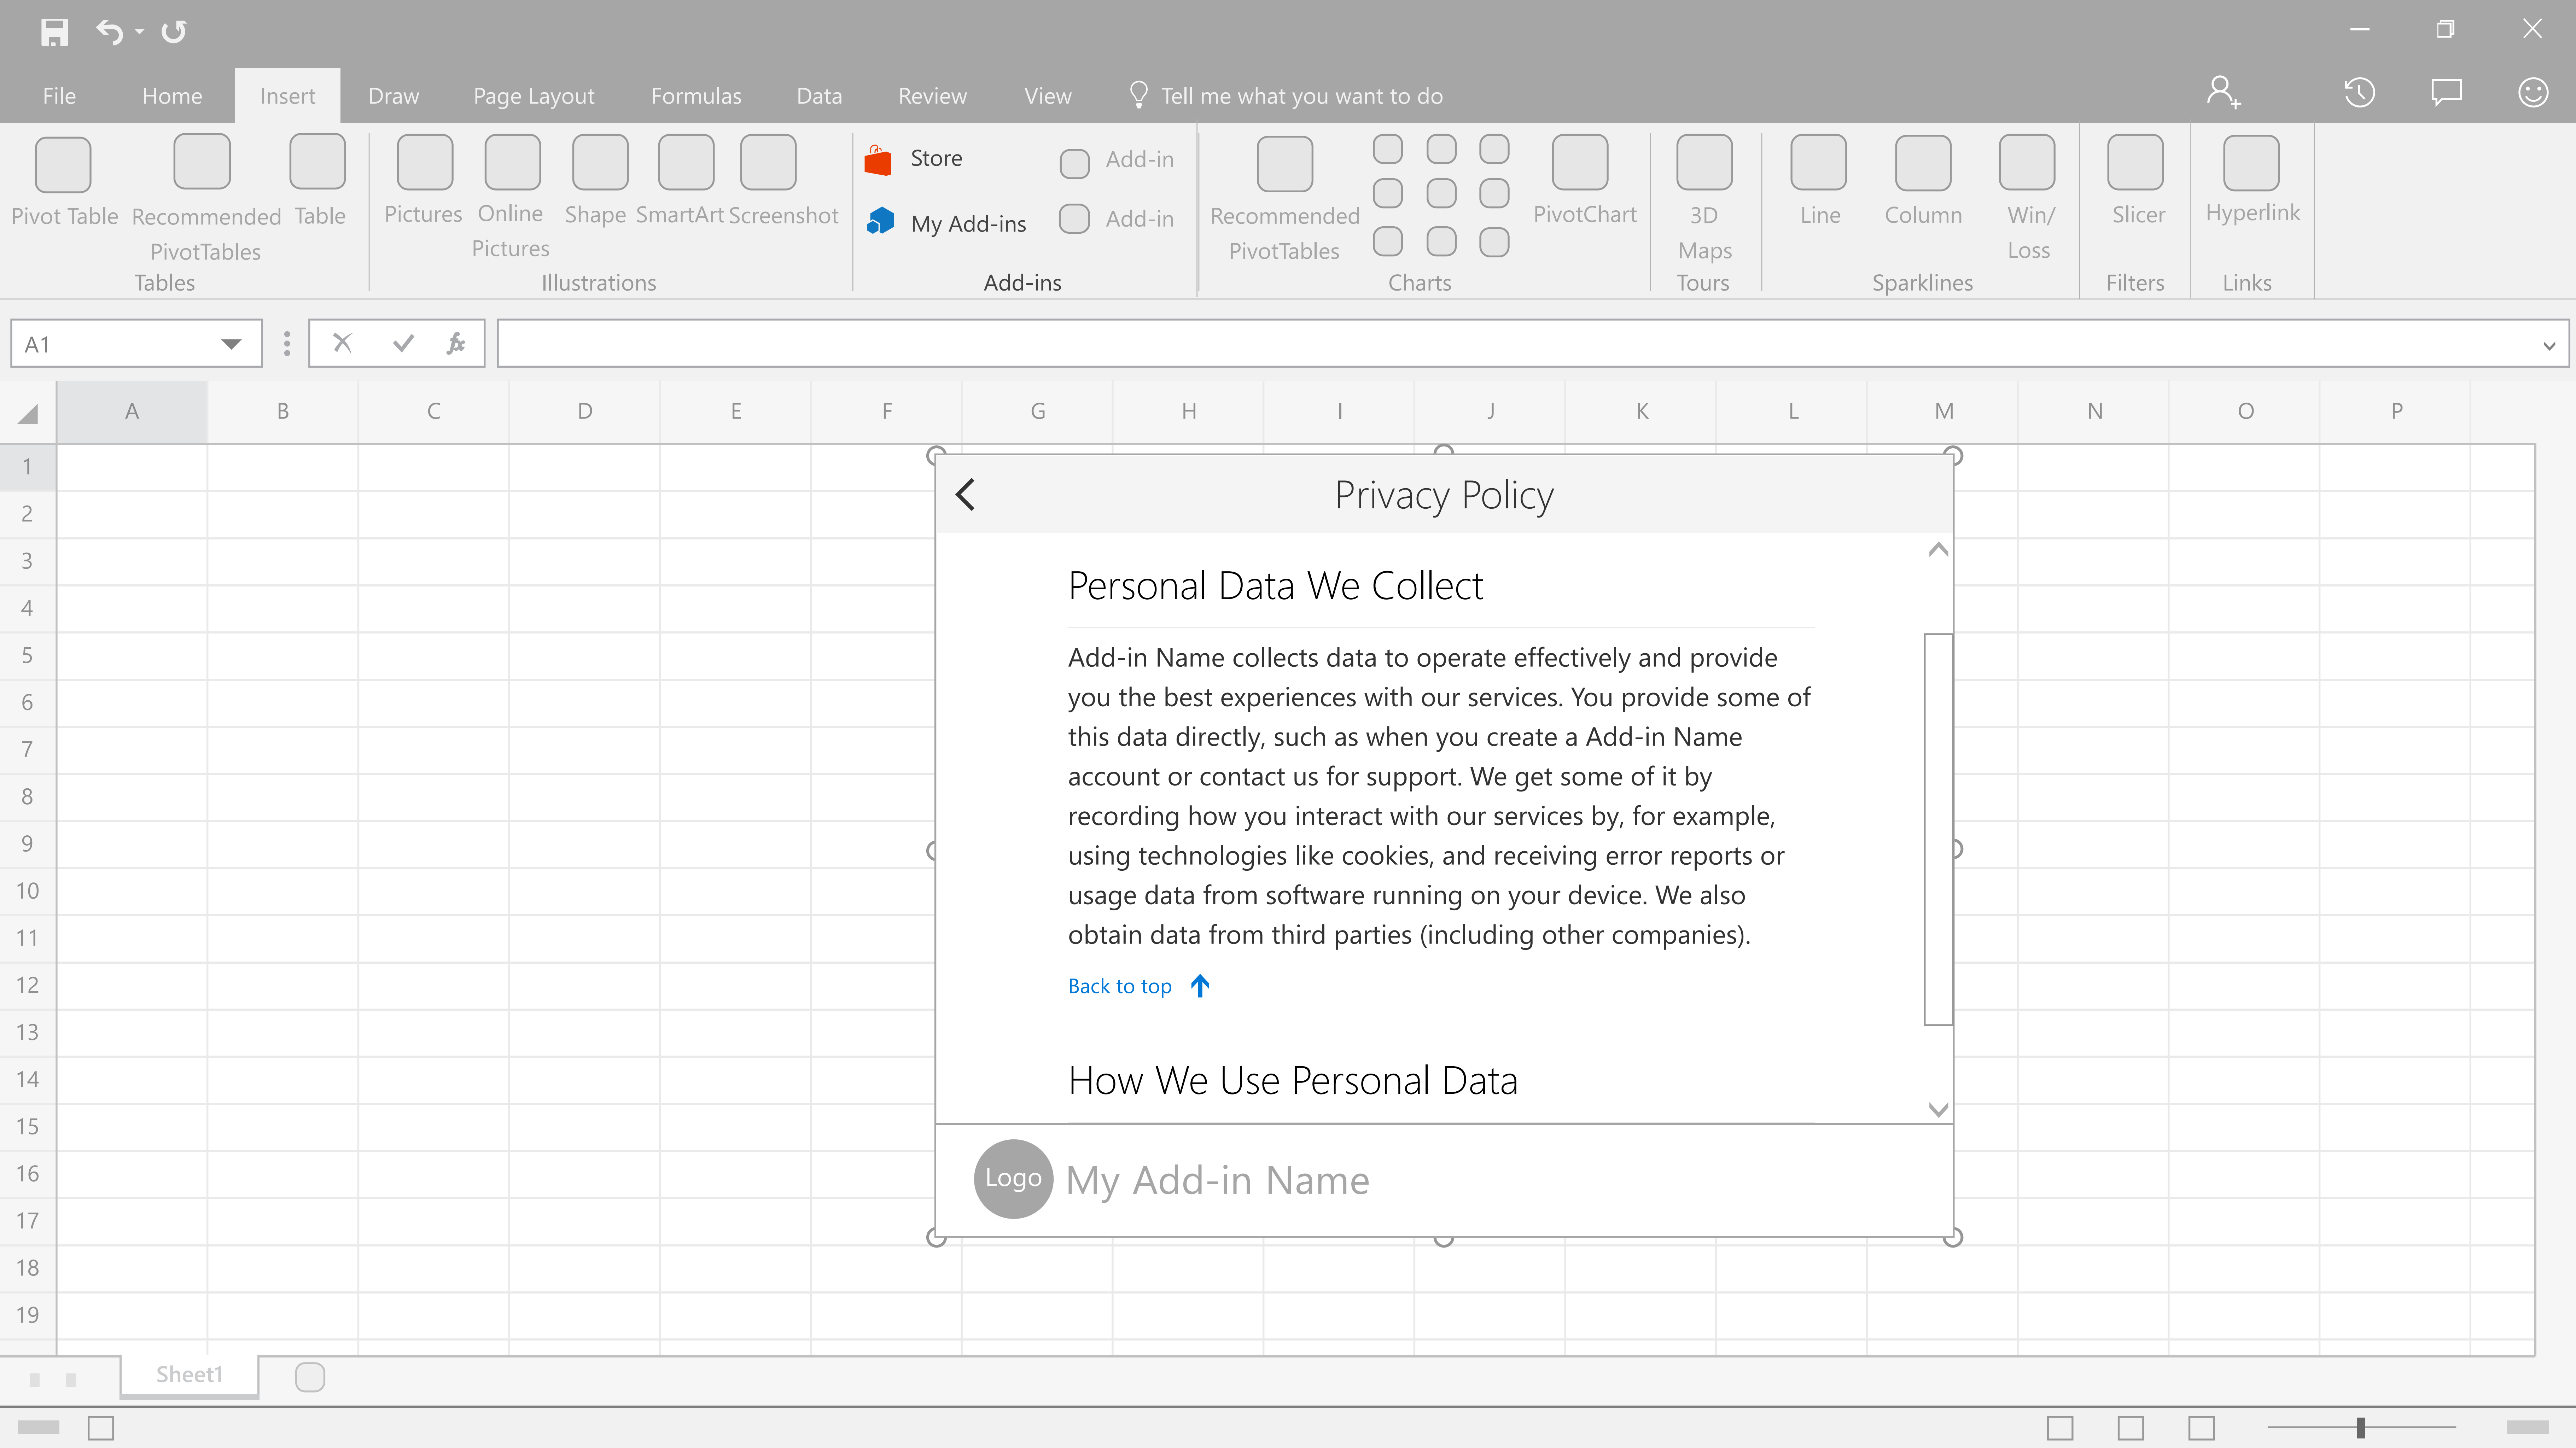 File Home Insert Draw Page Layout Formulas Data Review View Tell me what you want to do
Pivot Table
Recommended
PivotTables
Table
Tables
Pictures
Online
Pictures
Shape
SmartArt
Screenshot
Illustrations
Store
My Add-ins
Add-in
Add-in
Add-ins
Recommended
PivotTables
PivotChart
Charts
3D
Maps
Tours
Line
Column
Win/
Loss
Sparklines
Slicer
Filters
Hyperlink
Links
A1
fx
A B C D E F G H I J K L M N O P
1
2
3
4
5
6
7
8
9
10
11
12
13
14
15
16
17
18
19
Privacy Policy
Personal Data We Collect
Add-in Name collects data to operate effectively and provide
you the best experiences with our services. You provide some of
this data directly, such as when you create a Add-in Name
account or contact us for support. We get some of it by
recording how you interact with our services by, for example,
using technologies like cookies, and receiving error reports or
usage data from software running on your device. We also
obtain data from third parties (including other companies).
Back to top
How We Use Personal Data
Logo
My Add-in Name
Sheet1